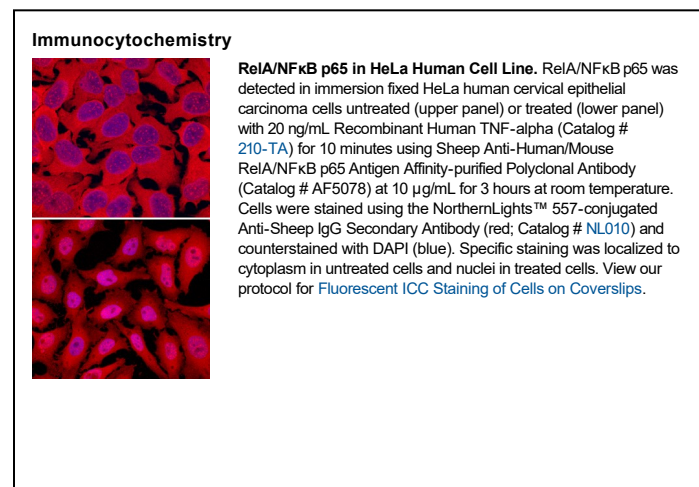 Immunocytochemistry
RelA/NFκB p65 in HeLa Human Cell Line. RelA/NFκB p65 was
detected in immersion fixed HeLa human cervical epithelial
carcinoma cells untreated (upper panel) or treated (lower panel)
with 20 ng/mL Recombinant Human TNF-alpha (Catalog #
210-TA) for 10 minutes using Sheep Anti-Human/Mouse
RelA/NFκB p65 Antigen Affinity-purified Polyclonal Antibody
(Catalog # AF5078) at 10 µg/mL for 3 hours at room temperature.
Cells were stained using the NorthernLights™ 557-conjugated
Anti-Sheep IgG Secondary Antibody (red; Catalog # NL010) and
counterstained with DAPI (blue). Specific staining was localized to
cytoplasm in untreated cells and nuclei in treated cells. View our
protocol for Fluorescent ICC Staining of Cells on Coverslips.